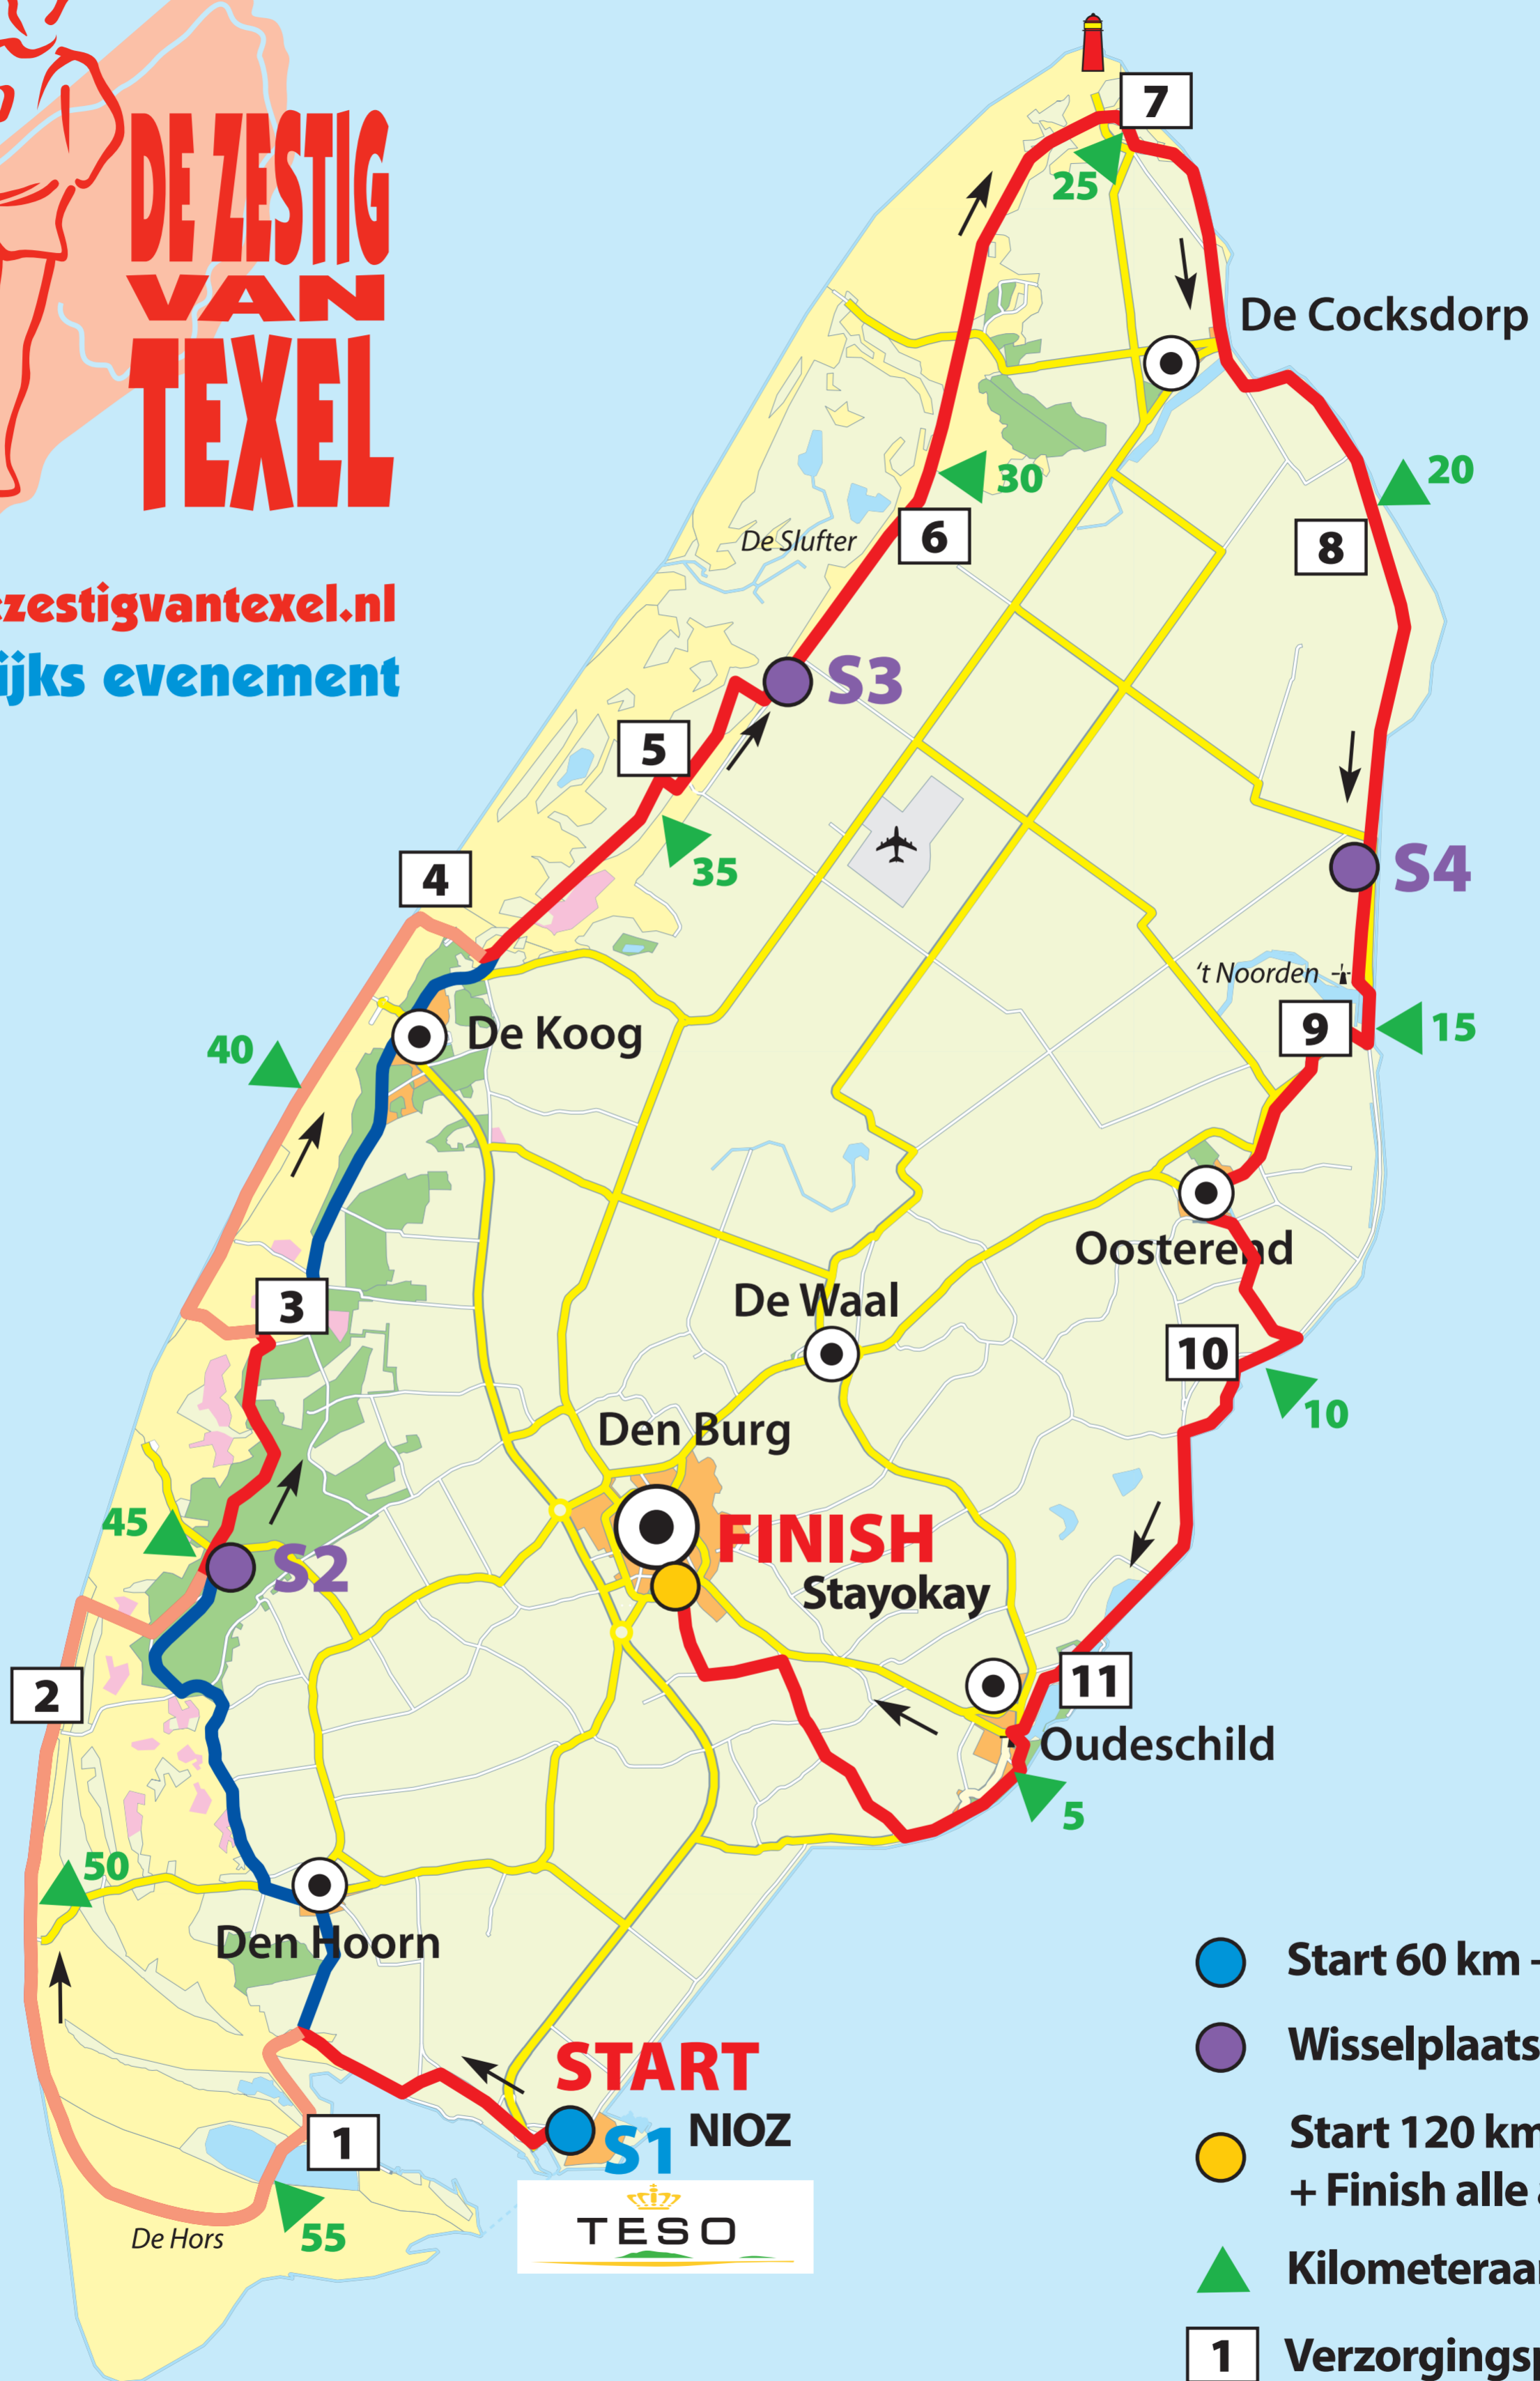 DE ZESTIG
VAN
TEXEL
zestigvantexel.nl
ijks evenement
7
25
De Cocksdorp
30
20
De Slufter
6
8
S3
5
35
S4
4
't Noorden
De Koog
9
15
40
Oosterend
De Waal
3
10
Den Burg
10
45
FINISH
S2
Stayokay
2
11
Oudeschild
5
50
Den Hoorn
START
S1 NIOZ
1
TESO
De Hors
55
Start 60 km -
Wisselplaats
Start 120 km
+ Finish alle
Kilometeraan
1 Verzorgingsp